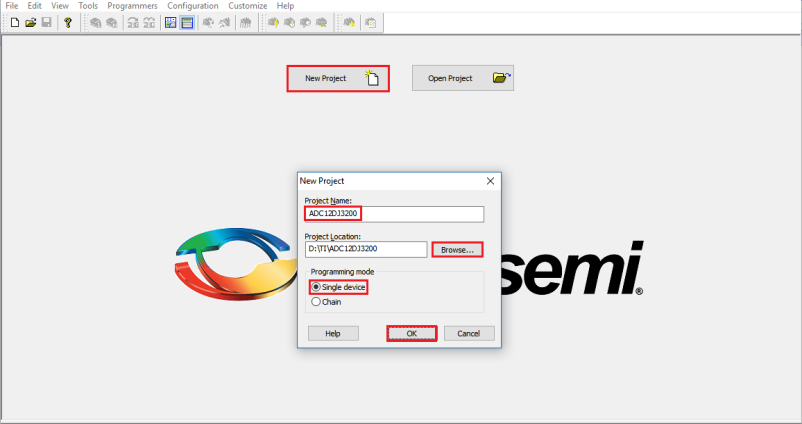 File Edit View Tools Programmers Configuration Customize Help
New Project
Open Project
New Project
Project Name:
ADC12DJ3200
Project Location:
D:\TI\ADC12DJ3200
Browse...
Programming mode
Single device
Chain
Help
OK
Cancel
semi.®